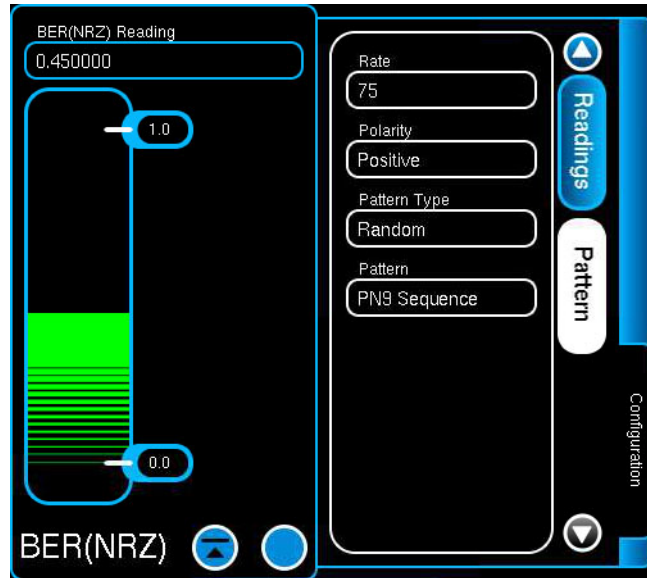 BER(NRZ) Reading
0.450000
1.0
0.0
BER(NRZ)
Rate
75
Polarity
Positive
Pattern Type
Random
Pattern
PN9 Sequence
Readings
Pattern
Configuration